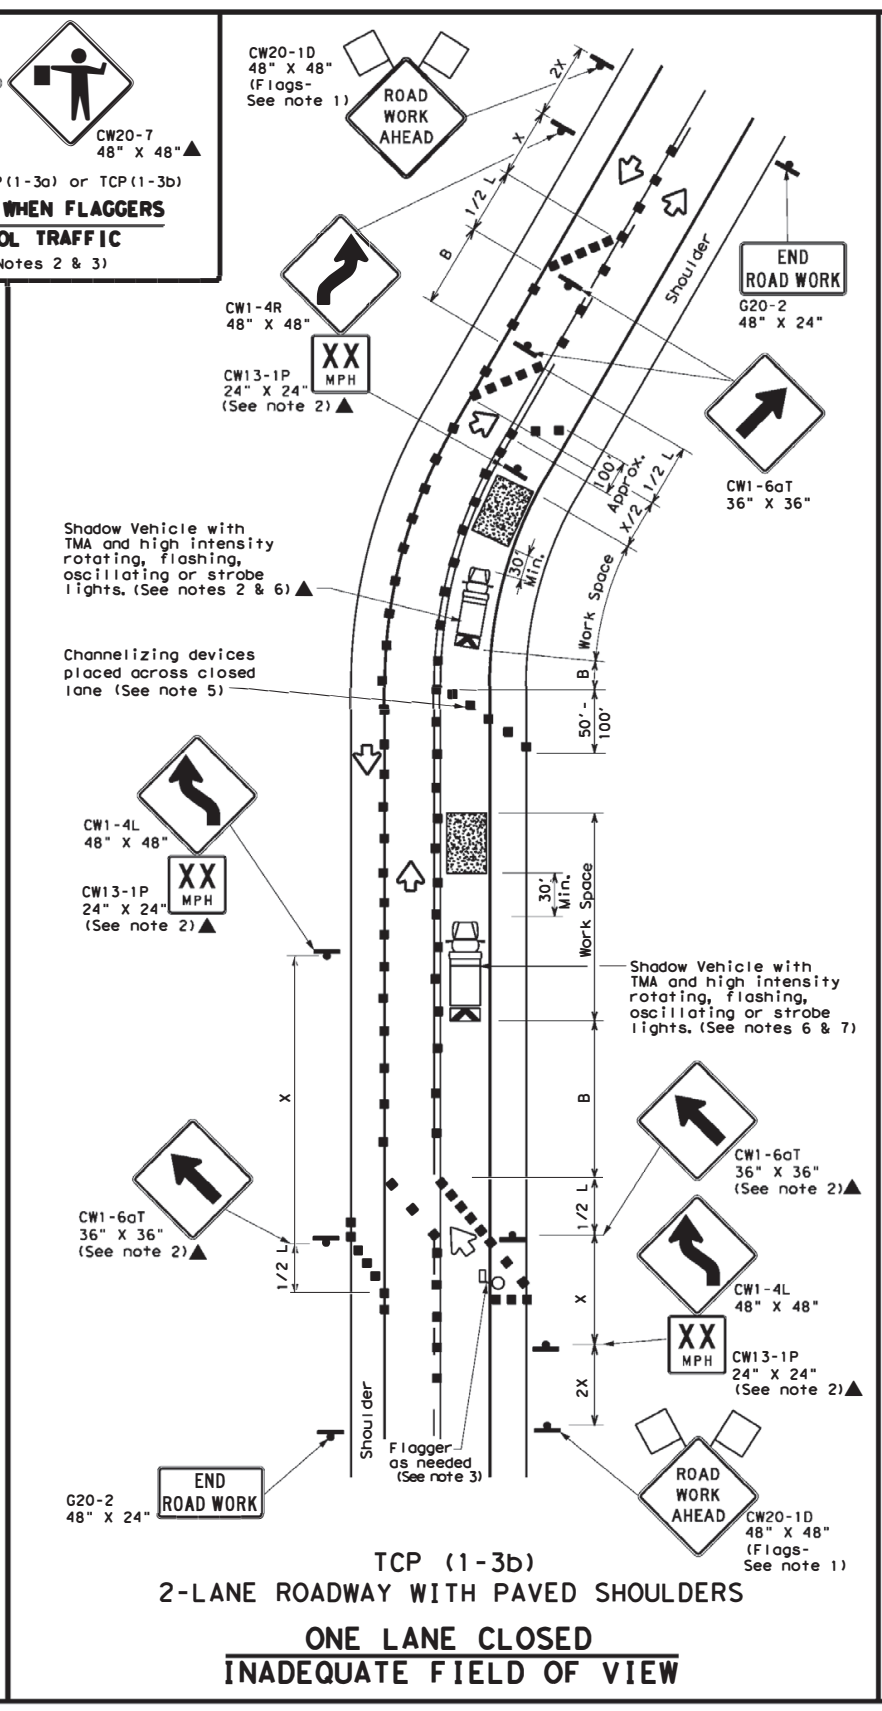 CW20-7
48" X 48"
P(1-3a) or TCP(1-3b)
WHEN FLAGGERS
OL TRAFFIC
Notes 2 & 3)
CW20-1D
48" X 48"
(Flags-
See note 1)
ROAD
WORK
AHEAD
2X
X
1/2 L
B
CW1-4R
48" X 48"
XX
MPH
CW13-1P
24" X 24"
(See note 2)
Shoulder
END
ROAD WORK
G20-2
48" X 24"
CW1-6aT
36" X 36"
100'
Approx.
1/2 L
X/2
30'
Min.
Work Space
B
50'-
100'
Shadow Vehicle with
TMA and high intensity
rotating, flashing,
oscillating or strobe
lights. (See notes 2 & 6)
Channelizing devices
placed across closed
lane (See note 5)
CW1-4L
48" X 48"
XX
MPH
CW13-1P
24" X 24"
(See note 2)
30'
Min.
Work Space
Shadow Vehicle with
TMA and high intensity
rotating, flashing,
oscillating or strobe
lights. (See notes 6 & 7)
X
B
CW1-6aT
36" X 36"
(See note 2)
1/2 L
CW1-6aT
36" X 36"
(See note 2)
1/2 L
X
CW1-4L
48" X 48"
XX
MPH
CW13-1P
24" X 24"
(See note 2)
2X
Shoulder
Flagger
as needed
(See note 3)
END
ROAD WORK
G20-2
48" X 24"
ROAD
WORK
AHEAD
CW20-1D
48" X 48"
(Flags-
See note 1)
TCP (1-3b)
2-LANE ROADWAY WITH PAVED SHOULDERS
ONE LANE CLOSED
INADEQUATE FIELD OF VIEW